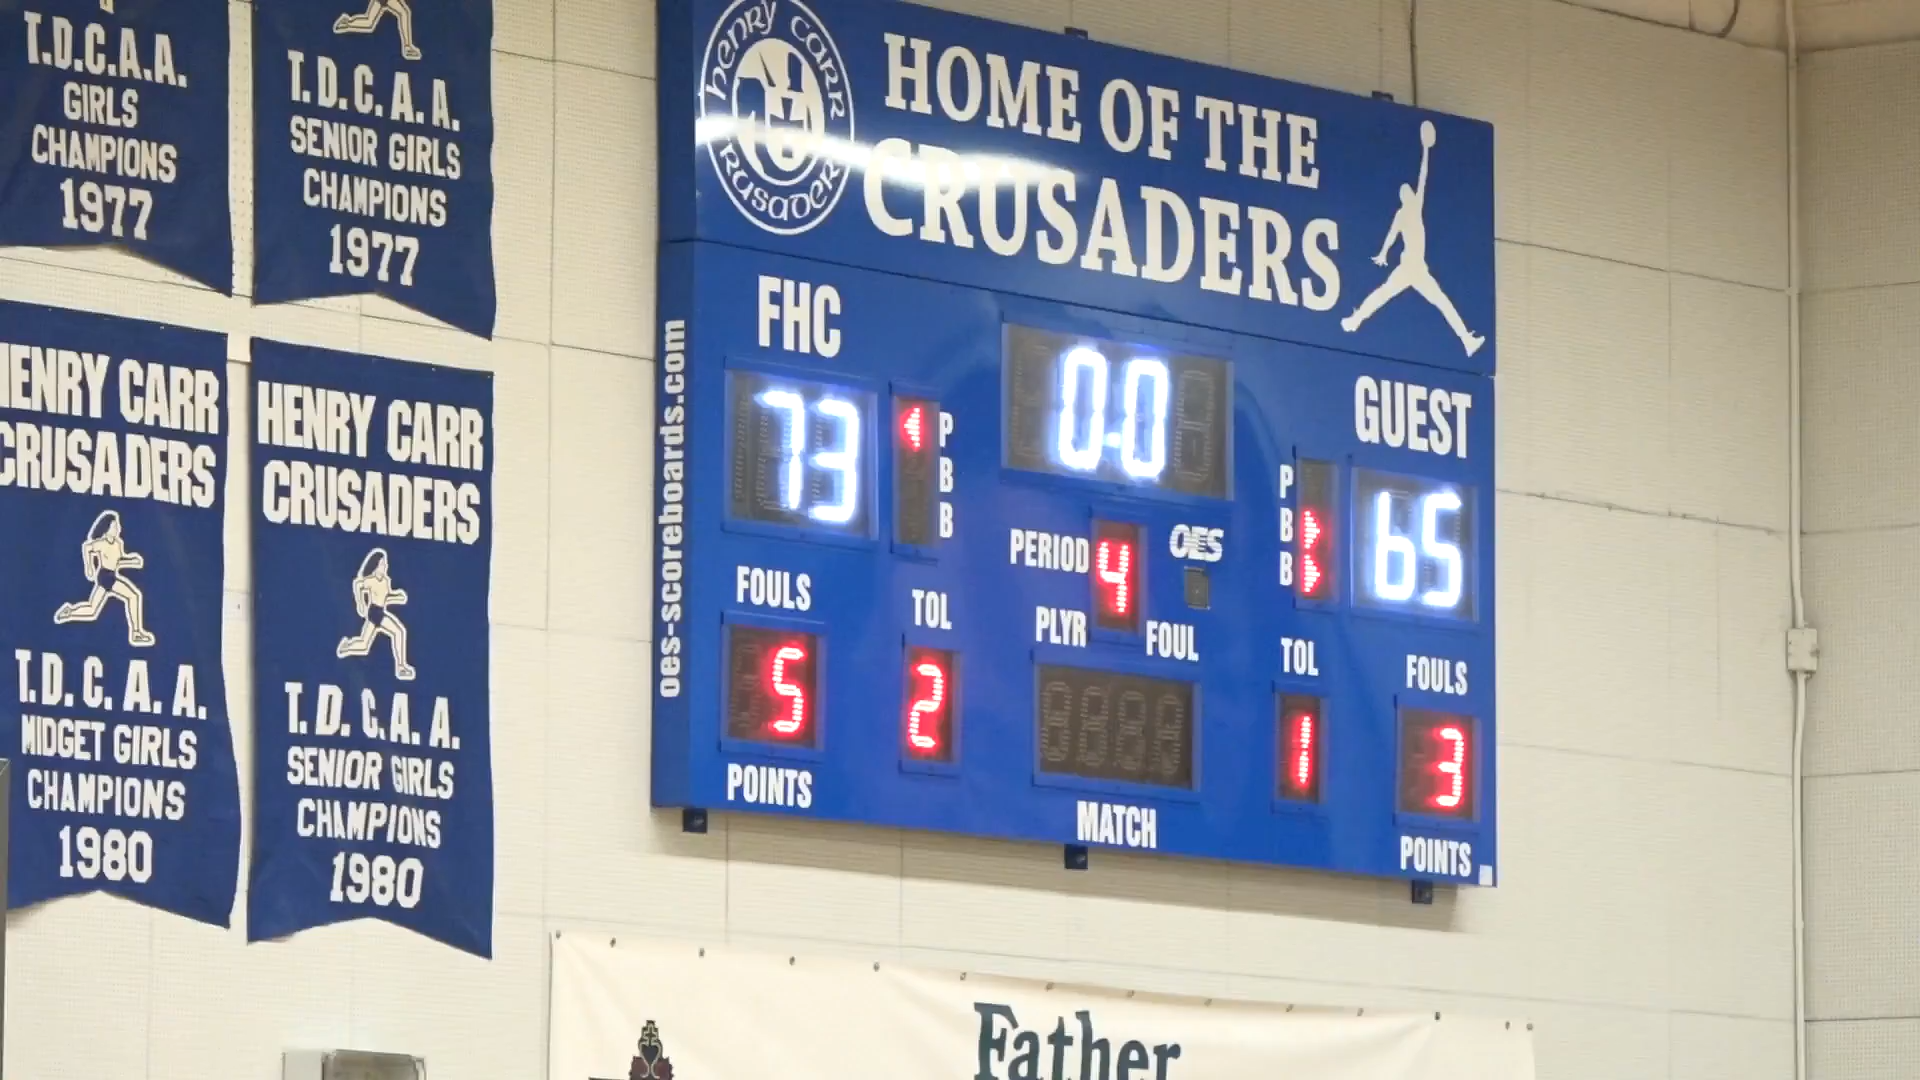 T.D.C.A.A.
GIRLS
CHAMPIONS
1977
T.D.C.A.A.
SENIOR GIRLS
CHAMPIONS
1977
HENRY CARR
CRUSADERS
T.D.C.A.A.
MIDGET GIRLS
CHAMPIONS
1980
HENRY CARR
CRUSADERS
T.D.C.A.A.
SENIOR GIRLS
CHAMPIONS
1980
HENRY CARR
CRUSADERS
HOME OF THE
CRUSADERS
oes-scoreboards.com
FHC
73
P
B
B
0.0
GUEST
P
B
B
65
PERIOD 4
OES
PLYR FOUL
FOULS
5
POINTS
TOL
2
MATCH
TOL
1
FOULS
3
POINTS
Father